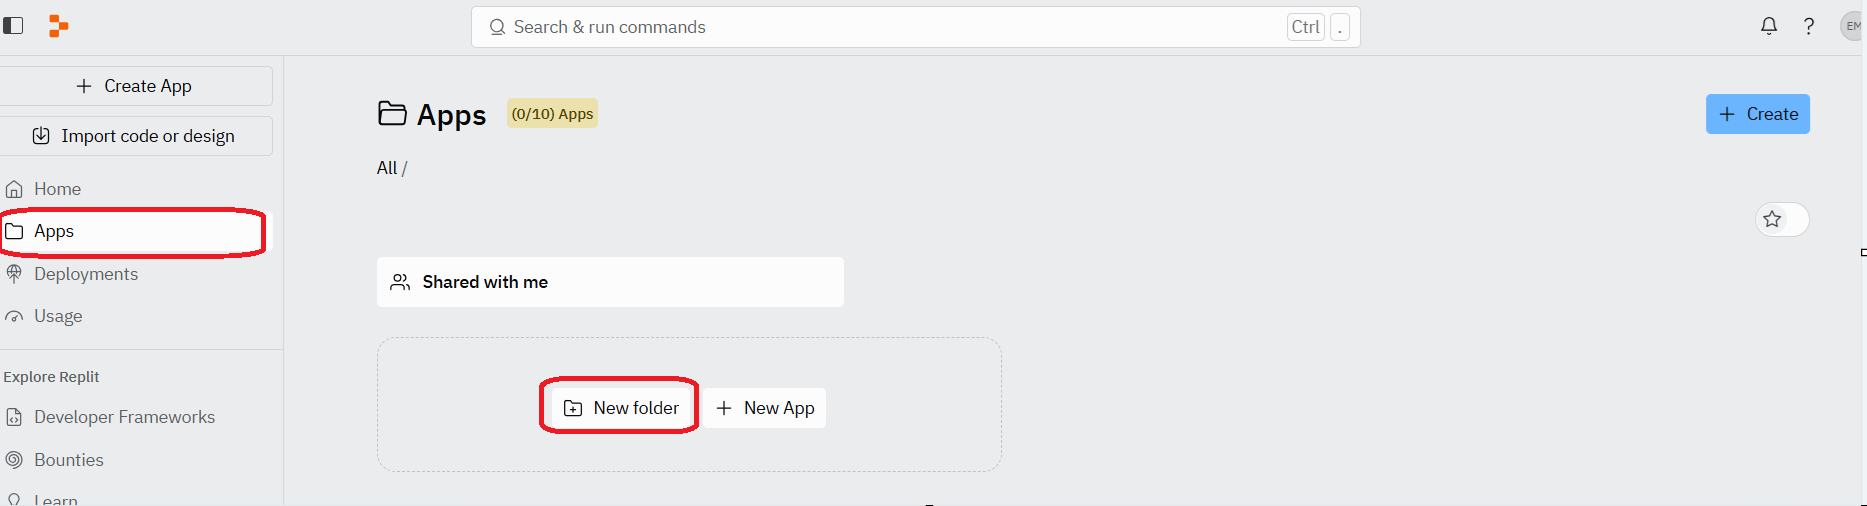 Search & run commands
Ctrl
.
?
EM
Create App
Import code or design
Home
Apps
Deployments
Usage
Explore Replit
Developer Frameworks
Bounties
Learn
Apps
(0/10) Apps
Create
All /
Shared with me
New folder
New App